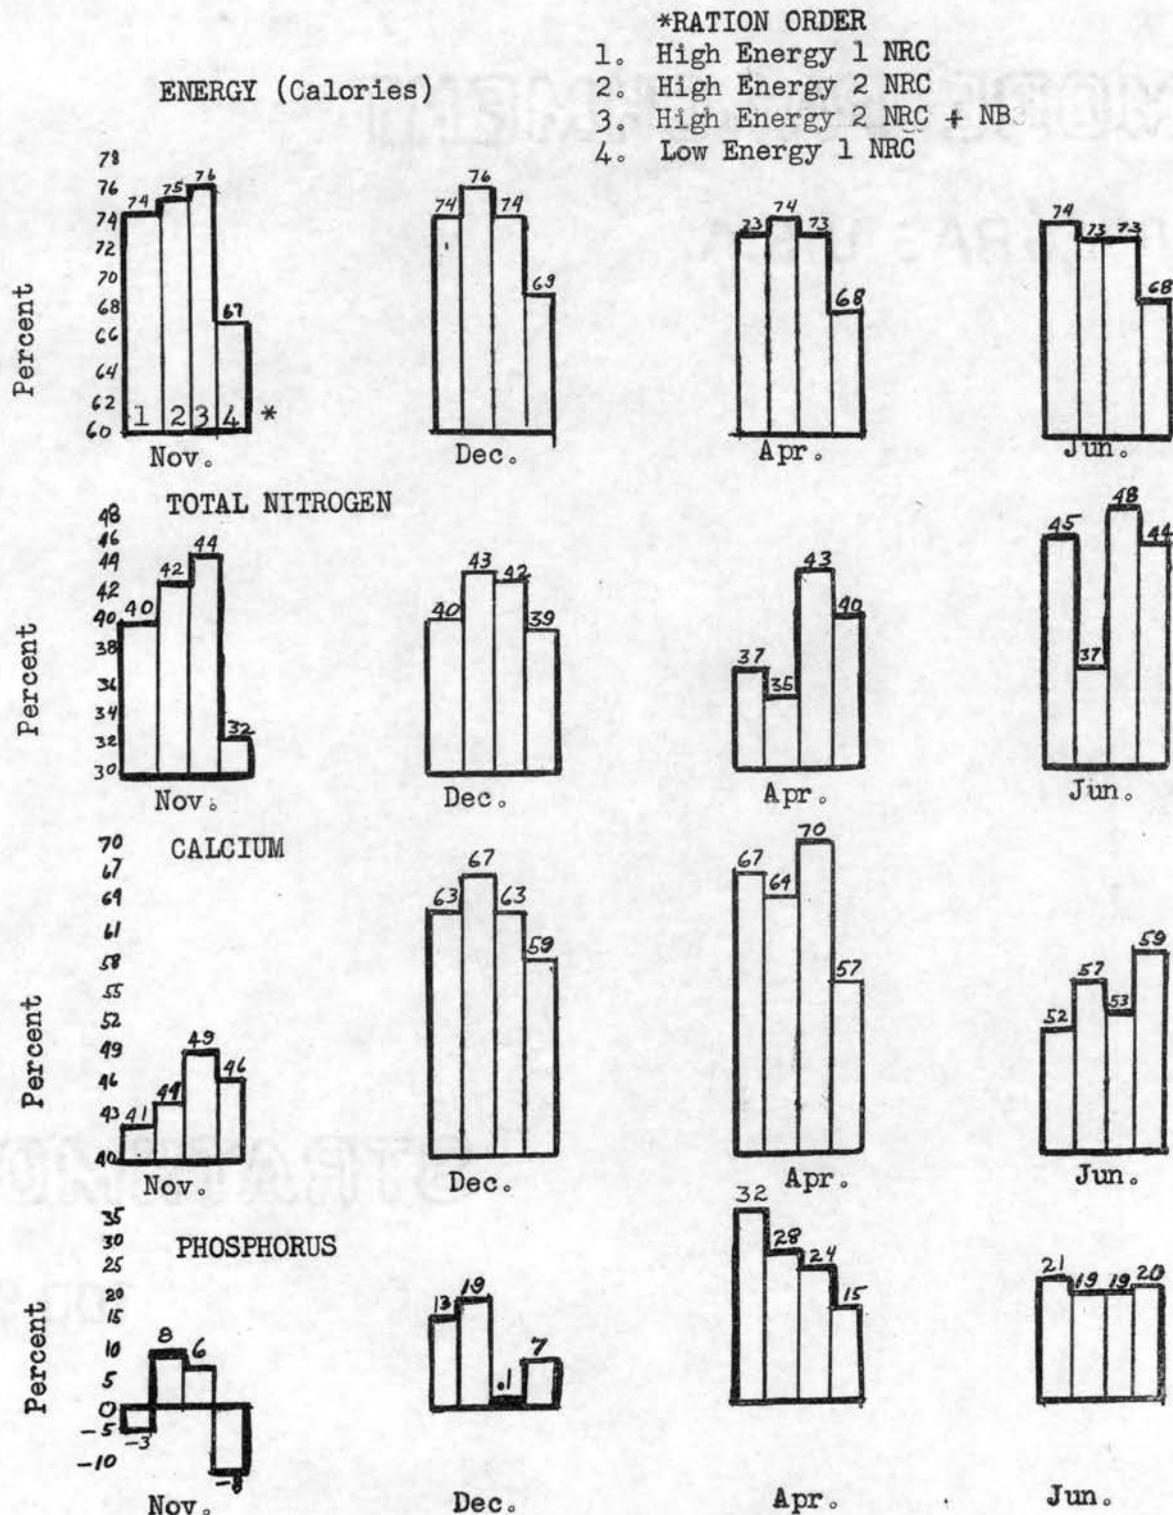 *RATION ORDER
1. High Energy 1 NRC
2. High Energy 2 NRC
3. High Energy 2 NRC + NB3
4. Low Energy 1 NRC
ENERGY (Calories)
Percent
78
76
74
72
70
68
66
64
62
60
74 75 76 67
1 2 3 4 *
74 76 74 69
73 74 73 68
74 73 73 68
Nov. Dec. Apr. Jun.
TOTAL NITROGEN
Percent
48
46
44
42
40
38
36
34
32
30
40 42 44 32
40 43 42 39
37 35 43 40
45 37 48 44
Nov. Dec. Apr. Jun.
CALCIUM
Percent
70
67
64
61
58
55
52
49
46
43
40
41 44 49 46
63 67 63 59
67 64 70 57
52 57 53 59
Nov. Dec. Apr. Jun.
PHOSPHORUS
Percent
35
30
25
20
15
10
5
0
-5
-10
-3 8 6 -8
13 19 .1 7
32 28 24 15
21 19 19 20
Nov. Dec. Apr. Jun.